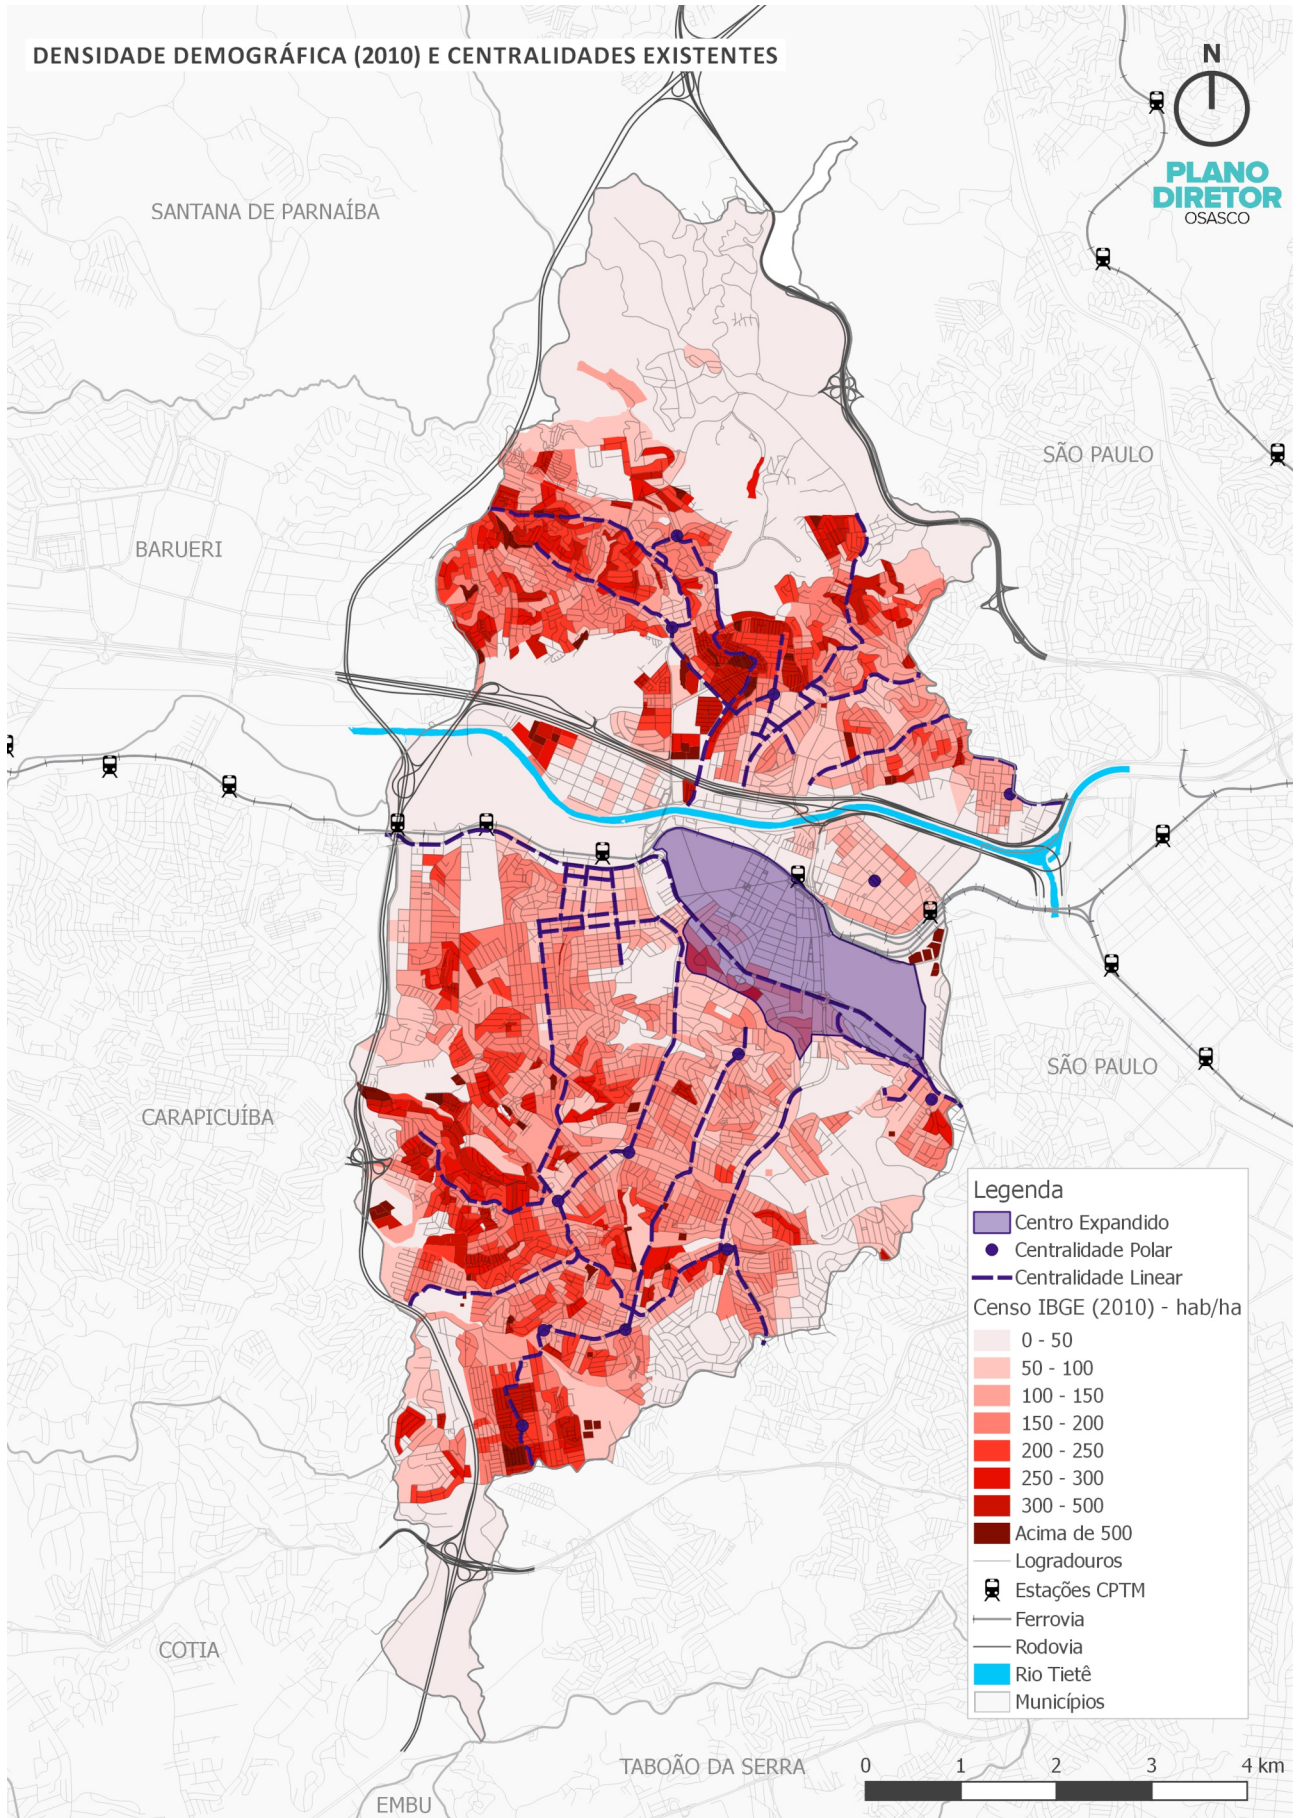 DENSIDADE DEMOGRÁFICA (2010) E CENTRALIDADES EXISTENTES
N
PLANO
DIRETOR
OSASCO
SANTANA DE PARNAÍBA
SÃO PAULO
BARUERI
SÃO PAULO
CARAPICUÍBA
COTIA
TABOÃO DA SERRA
EMBU
Legenda
Centro Expandido
Centralidade Polar
Centralidade Linear
Censo IBGE (2010) - hab/ha
0 - 50
50 - 100
100 - 150
150 - 200
200 - 250
250 - 300
300 - 500
Acima de 500
Logradouros
Estações CPTM
Ferrovia
Rodovia
Rio Tietê
Municípios
0 1 2 3 4 km